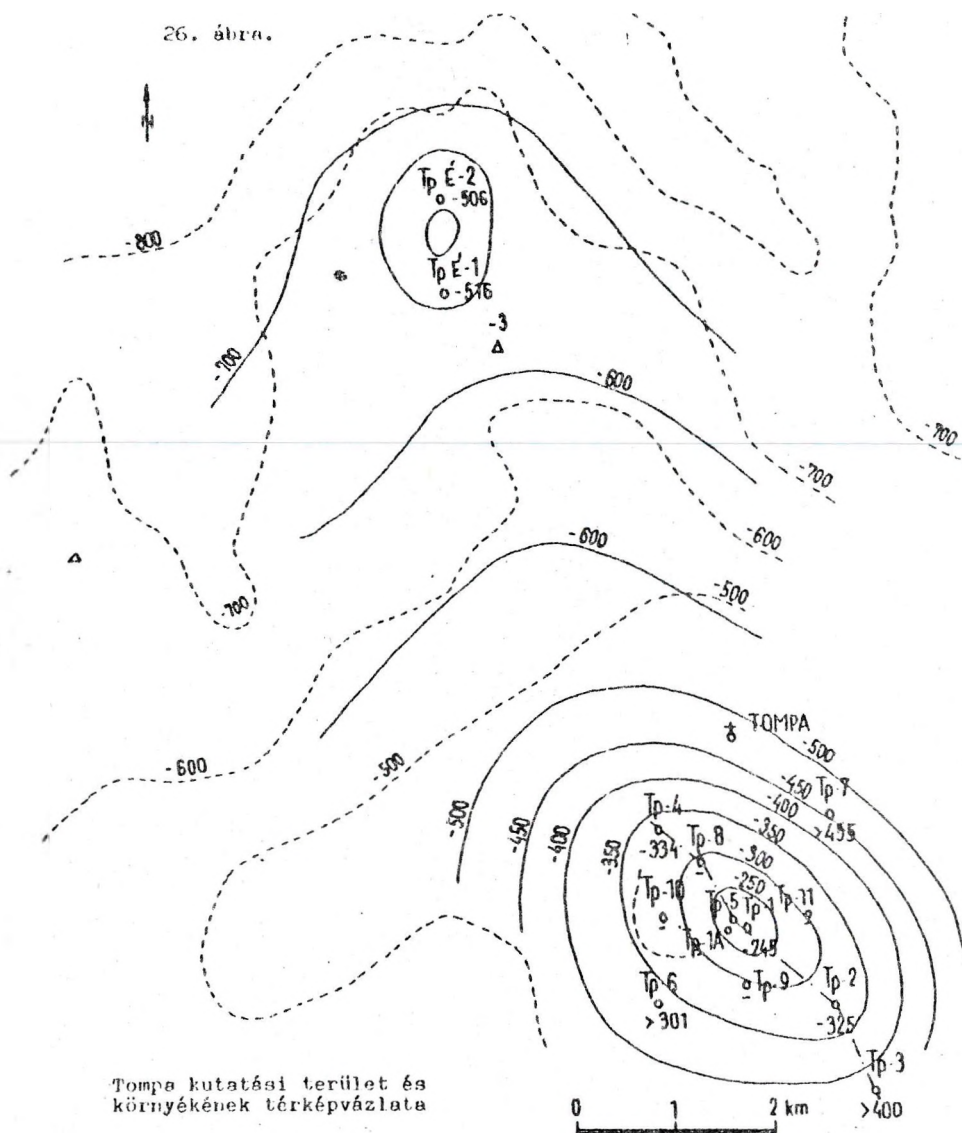 26. ábra.
N
Tp É-2
-506
-800
Tp É-1
-516
-3
-700
-600
-700
-700
-600
-600
-700
-500
TOMPA
-500
-600
-500
-450
Tp-7
-400
>455
Tp-4
-350
-500
-450
-400
-350
-334
Tp-8
-300
-250
Tp-10
Tp-5
Tp-1
Tp-11
Tp-1A
-245
Tp-6
Tp-9
Tp-2
>301
-325
Tp-3
>400
Tompa kutatási terület és
környékének térképvázlata
0 1 2 km